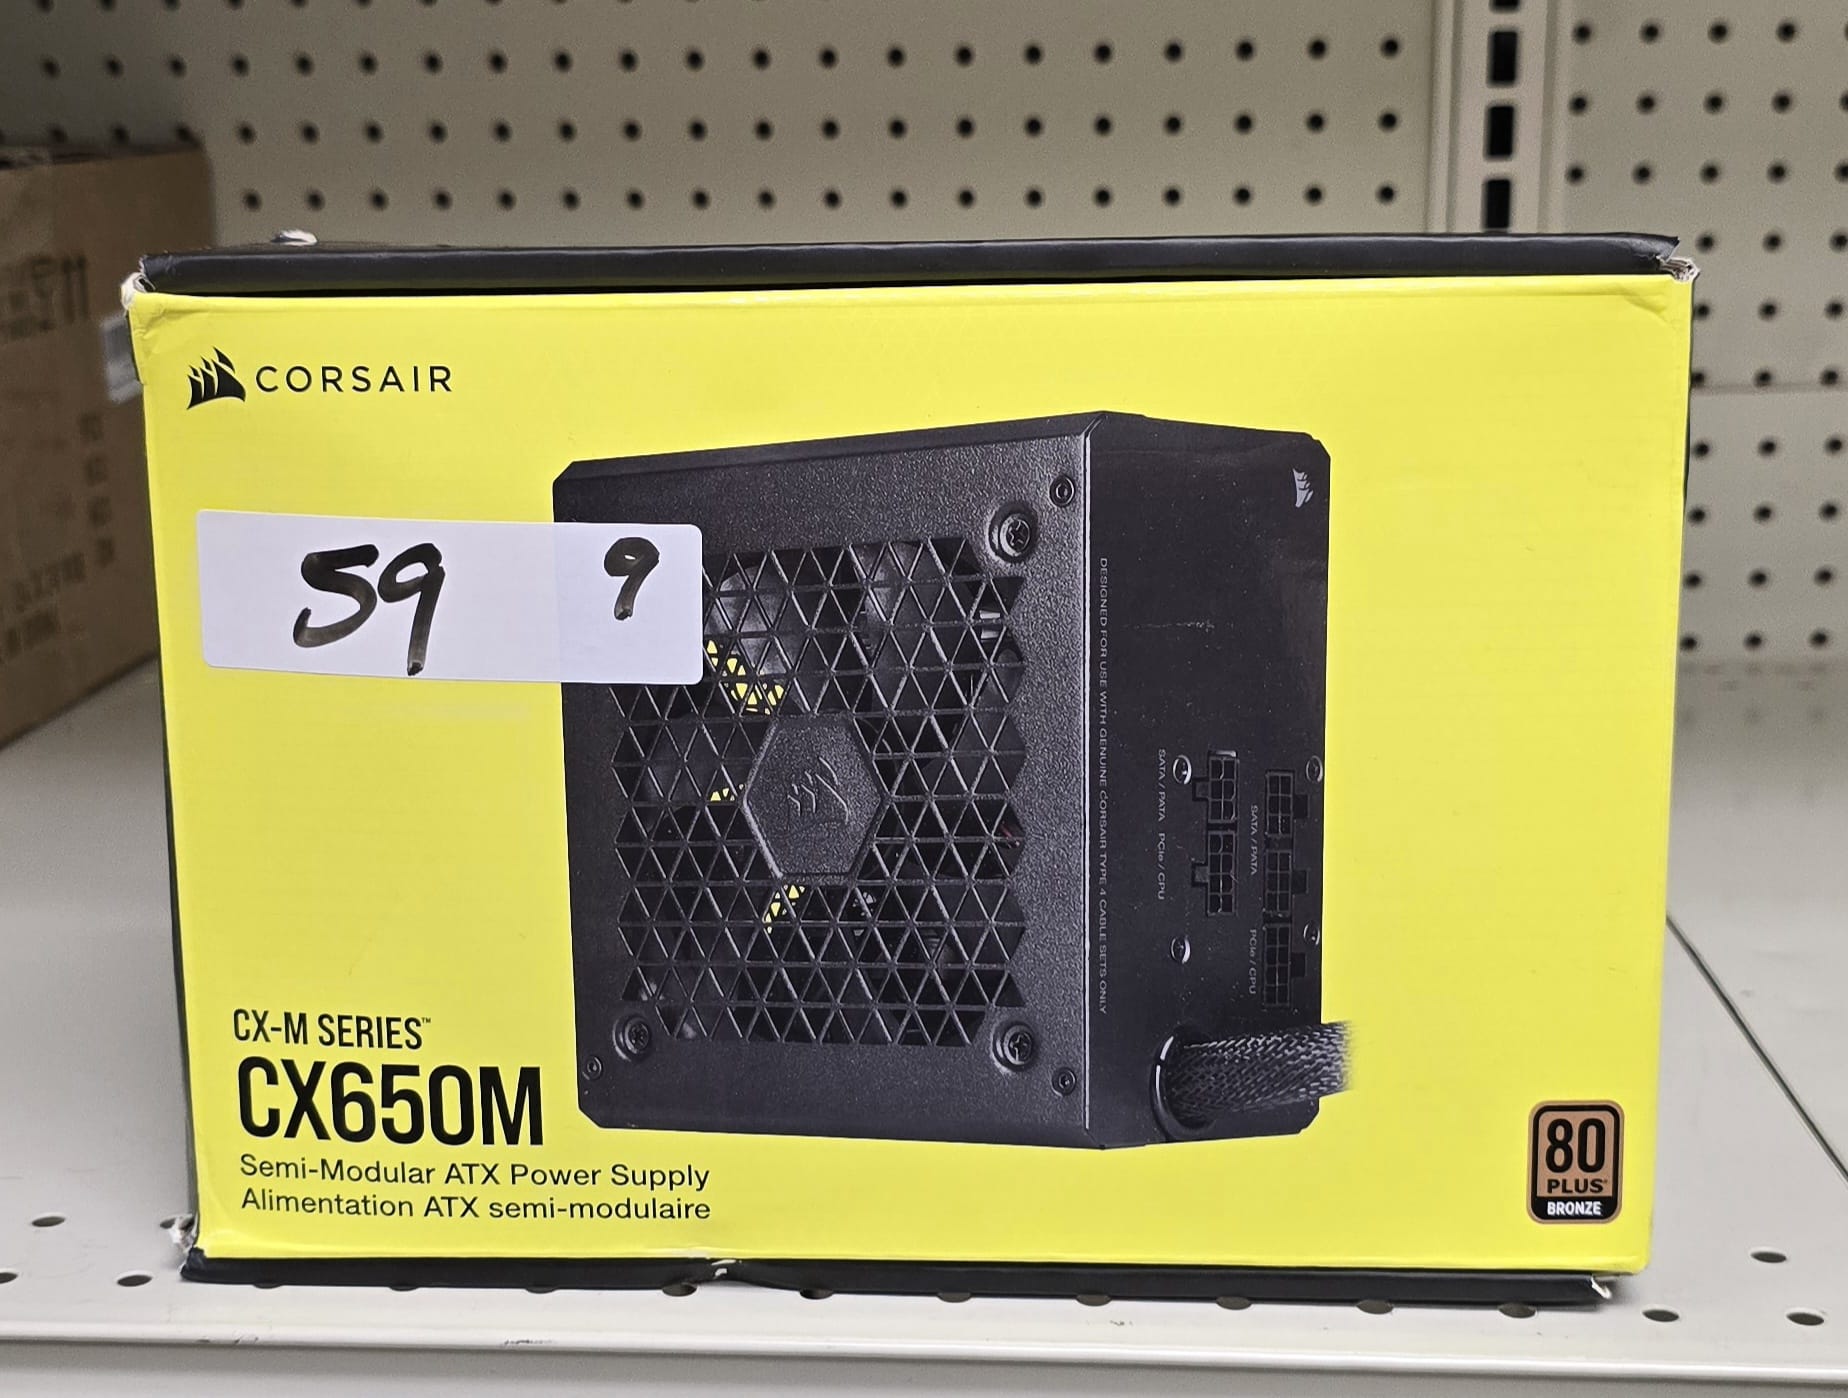 CORSAIR
59 9
DESIGNED FOR USE WITH GENUINE CORSAIR TYPE 4 CABLE SETS ONLY
SATA / PATA PCIe / CPU
SATA / PATA PCIe / CPU
CX-M SERIES™
CX650M
Semi-Modular ATX Power Supply
Alimentation ATX semi-modulaire
80
PLUS®
BRONZE